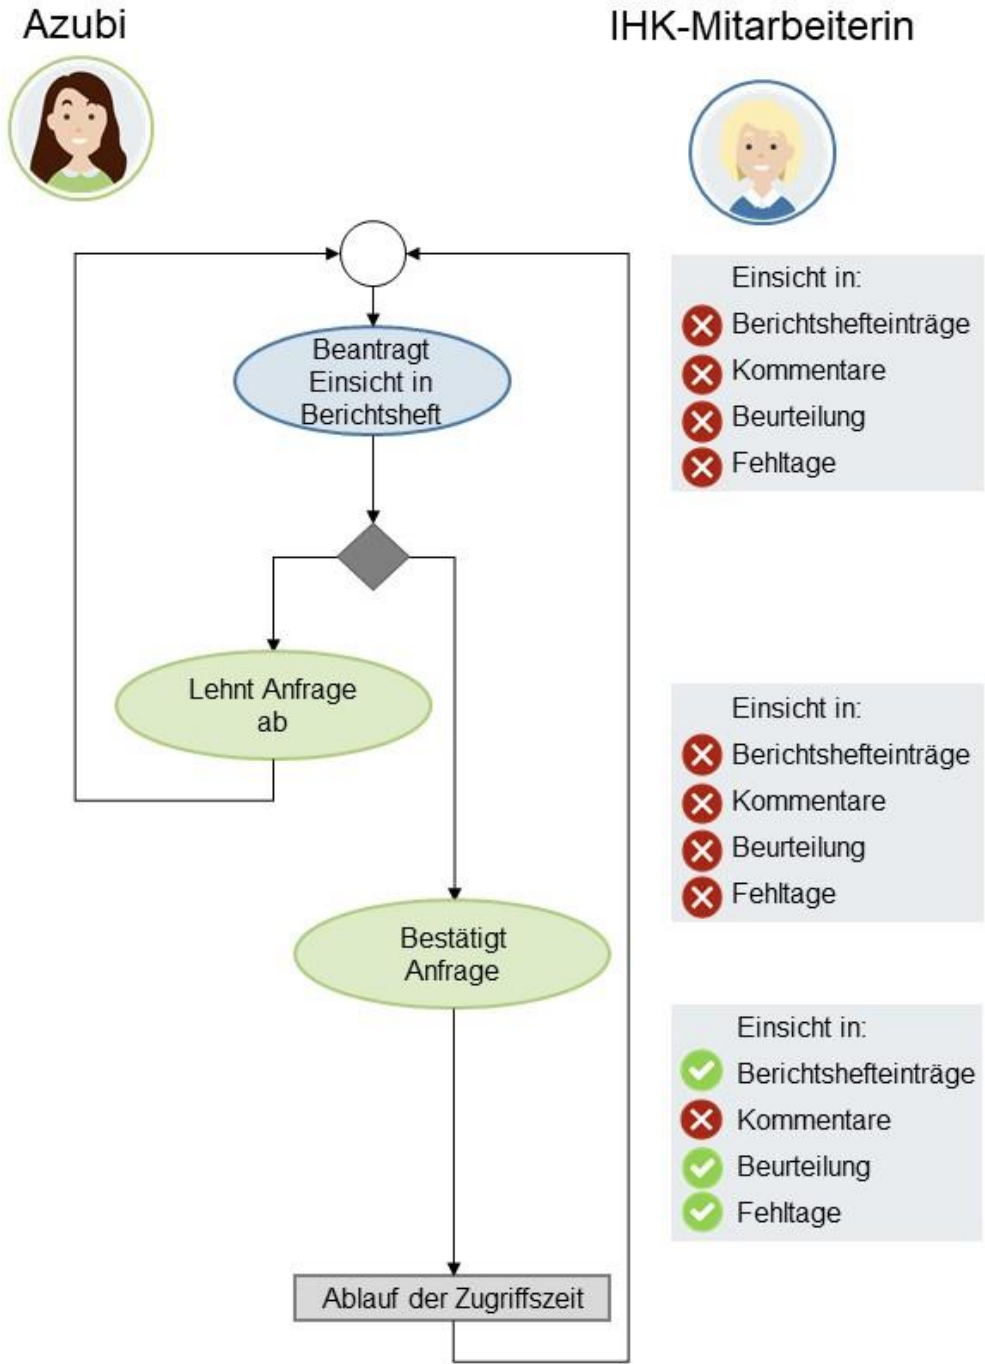 Azubi
IHK-Mitarbeiterin
Beantragt
Einsicht in
Berichtsheft
Einsicht in:
Berichtshefteinträge
Kommentare
Beurteilung
Fehltage
Lehnt Anfrage
ab
Einsicht in:
Berichtshefteinträge
Kommentare
Beurteilung
Fehltage
Bestätigt
Anfrage
Einsicht in:
Berichtshefteinträge
Kommentare
Beurteilung
Fehltage
Ablauf der Zugriffszeit